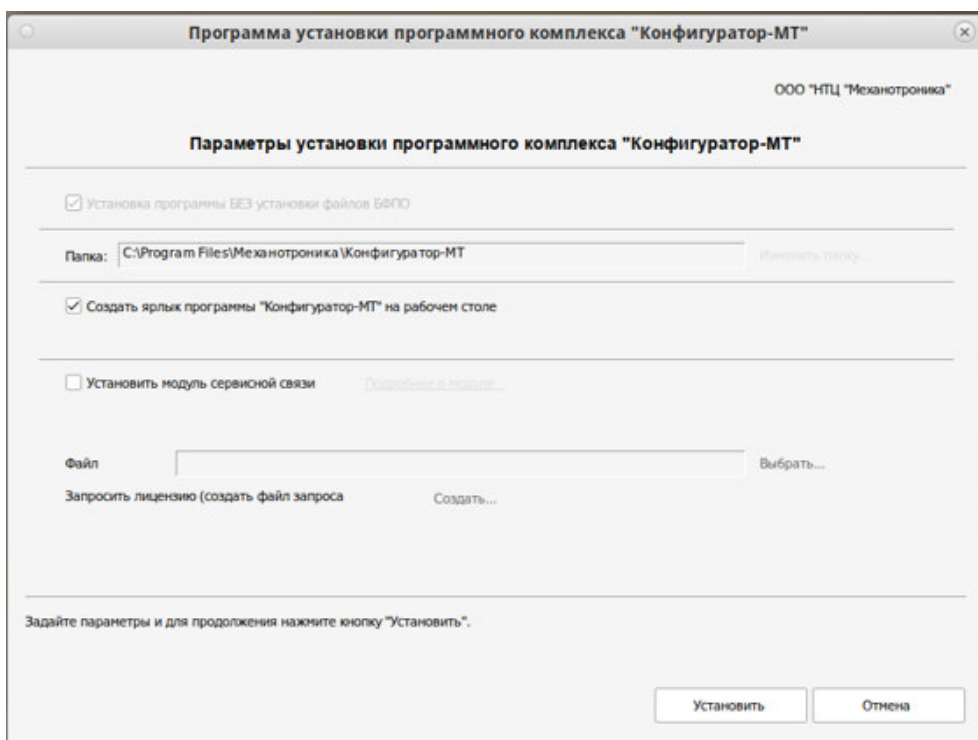 Программа установки программного комплекса "Конфигуратор-МТ"
ООО "НТЦ "Механотроника"
Параметры установки программного комплекса "Конфигуратор-МТ"
Установка программы БЕЗ установки файлов БФПО
Папка: C:\Program Files\Механотроника\Конфигуратор-МТ Изменить папку...
Создать ярлык программы "Конфигуратор-МТ" на рабочем столе
Установить модуль сервисной связи Подробнее о модуле...
Файл Выбрать...
Запросить лицензию (создать файл запроса Создать...
Задайте параметры и для продолжения нажмите кнопку "Установить".
Установить Отмена